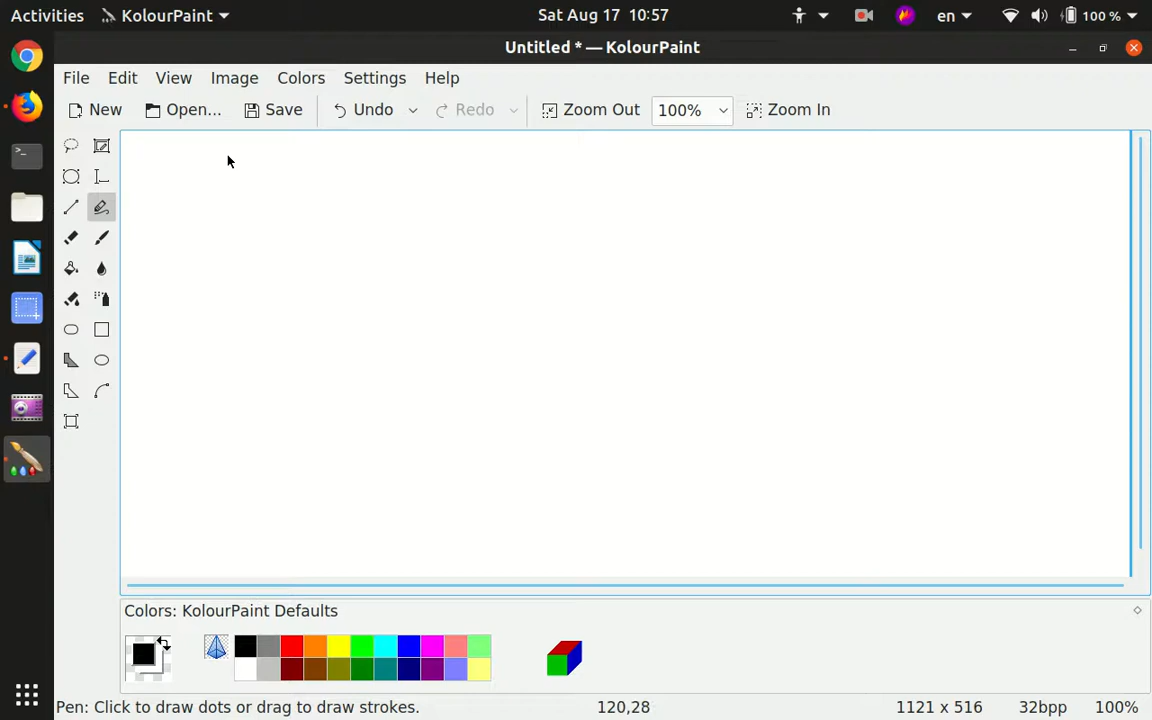 Activities KolourPaint Sat Aug 17 10:57 en 100 %
Untitled * — KolourPaint
File Edit View Image Colors Settings Help
New Open... Save Undo Redo Zoom Out 100% Zoom In
Colors: KolourPaint Defaults
Pen: Click to draw dots or drag to draw strokes. 120,28 1121 x 516 32bpp 100%